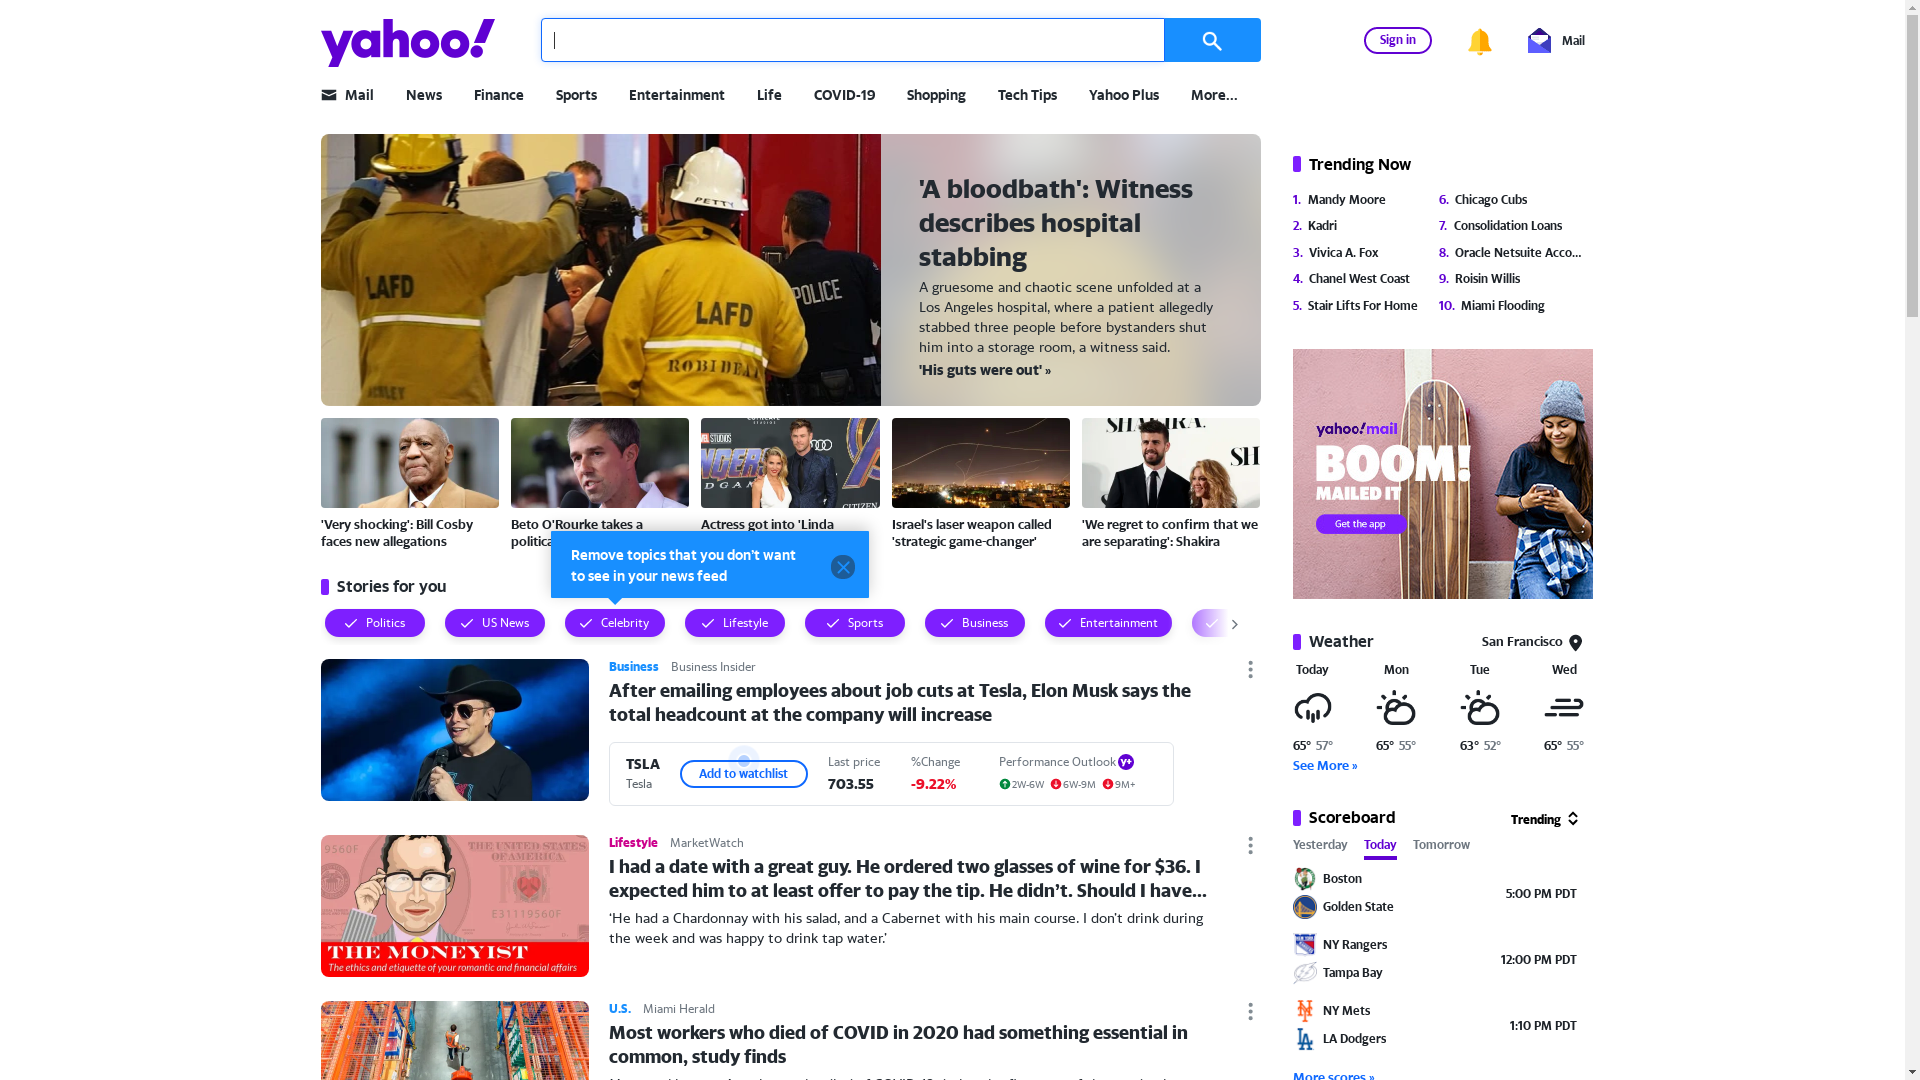 yahoo!
Sign in
Mail
Mail
News
Finance
Sports
Entertainment
Life
COVID-19
Shopping
Tech Tips
Yahoo Plus
More...
LAFD
ACHLEY
PETTY
LAFD
ROBIDEAU
POLICE
'A bloodbath': Witness
describes hospital
stabbing
A gruesome and chaotic scene unfolded at a
Los Angeles hospital, where a patient allegedly
stabbed three people before bystanders shut
him into a storage room, a witness said.
'His guts were out' »
'Very shocking': Bill Cosby
faces new allegations
Beto O'Rourke takes a
Actress got into 'Linda
Israel's laser weapon called
'strategic game-changer'
'We regret to confirm that we
are separating': Shakira
Remove topics that you don't want
to see in your news feed
Stories for you
Politics
US News
Celebrity
Lifestyle
Sports
Business
Entertainment
Business
Business Insider
After emailing employees about job cuts at Tesla, Elon Musk says the
total headcount at the company will increase
TSLA
Tesla
Add to watchlist
Last price
703.55
%Change
-9.22%
Performance Outlook
y+
2W-6W
6W-9M
9M+
THE MONEYIST
The ethics and etiquette of your romantic and financial affairs
Lifestyle
MarketWatch
I had a date with a great guy. He ordered two glasses of wine for $36. I
expected him to at least offer to pay the tip. He didn’t. Should I have...
‘He had a Chardonnay with his salad, and a Cabernet with his main course. I don’t drink during
the week and was happy to drink tap water.’
U.S.
Miami Herald
Most workers who died of COVID in 2020 had something essential in
common, study finds
Trending Now
1. Mandy Moore
2. Kadri
3. Vivica A. Fox
4. Chanel West Coast
5. Stair Lifts For Home
6. Chicago Cubs
7. Consolidation Loans
8. Oracle Netsuite Acco...
9. Roisin Willis
10. Miami Flooding
yahoo!mail
BOOM!
MAILED IT
Get the app
Weather
San Francisco
Today
Mon
Tue
Wed
65° 57°
65° 55°
63° 52°
65° 55°
See More »
Scoreboard
Trending
Yesterday
Today
Tomorrow
Boston
Golden State
5:00 PM PDT
NY Rangers
Tampa Bay
12:00 PM PDT
NY Mets
LA Dodgers
1:10 PM PDT
More scores »